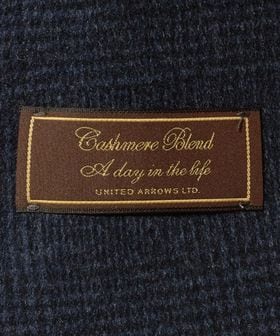 Cashmere Blend
A day in the life
UNITED ARROWS LTD.